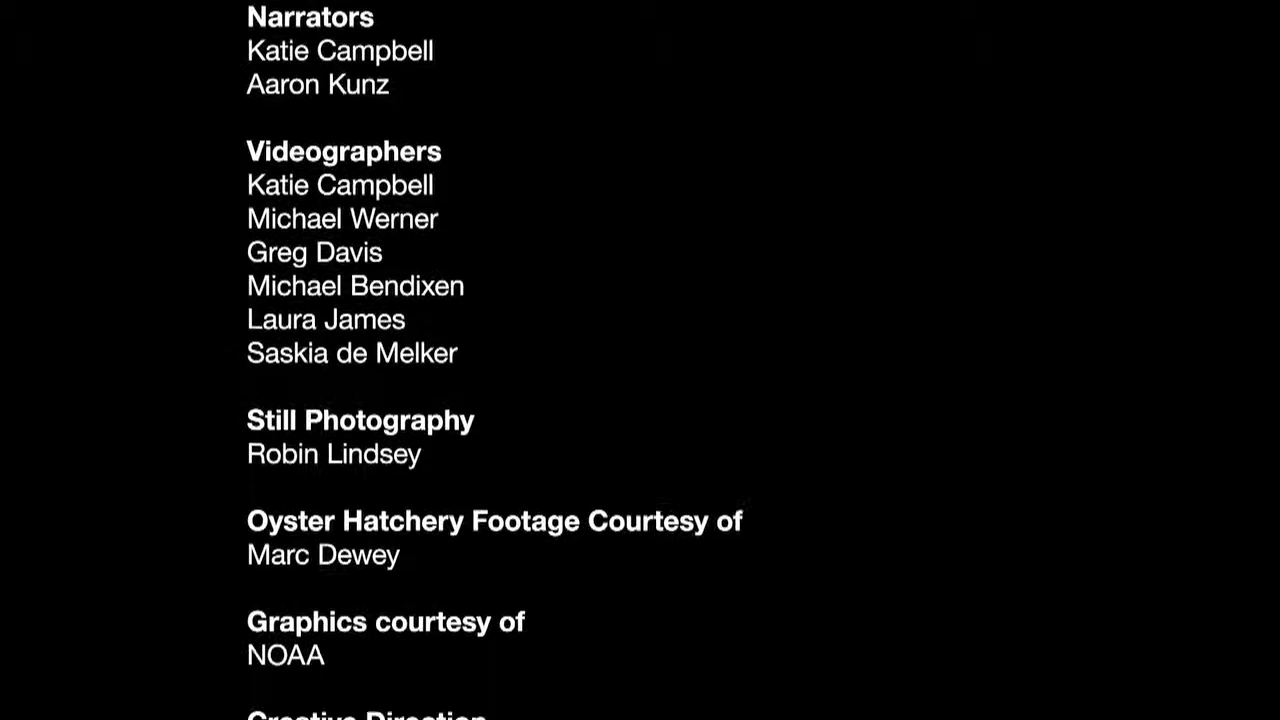 Narrators
Katie Campbell
Aaron Kunz
Videographers
Katie Campbell
Michael Werner
Greg Davis
Michael Bendixen
Laura James
Saskia de Melker
Still Photography
Robin Lindsey
Oyster Hatchery Footage Courtesy of
Marc Dewey
Graphics courtesy of
NOAA
Creative Direction